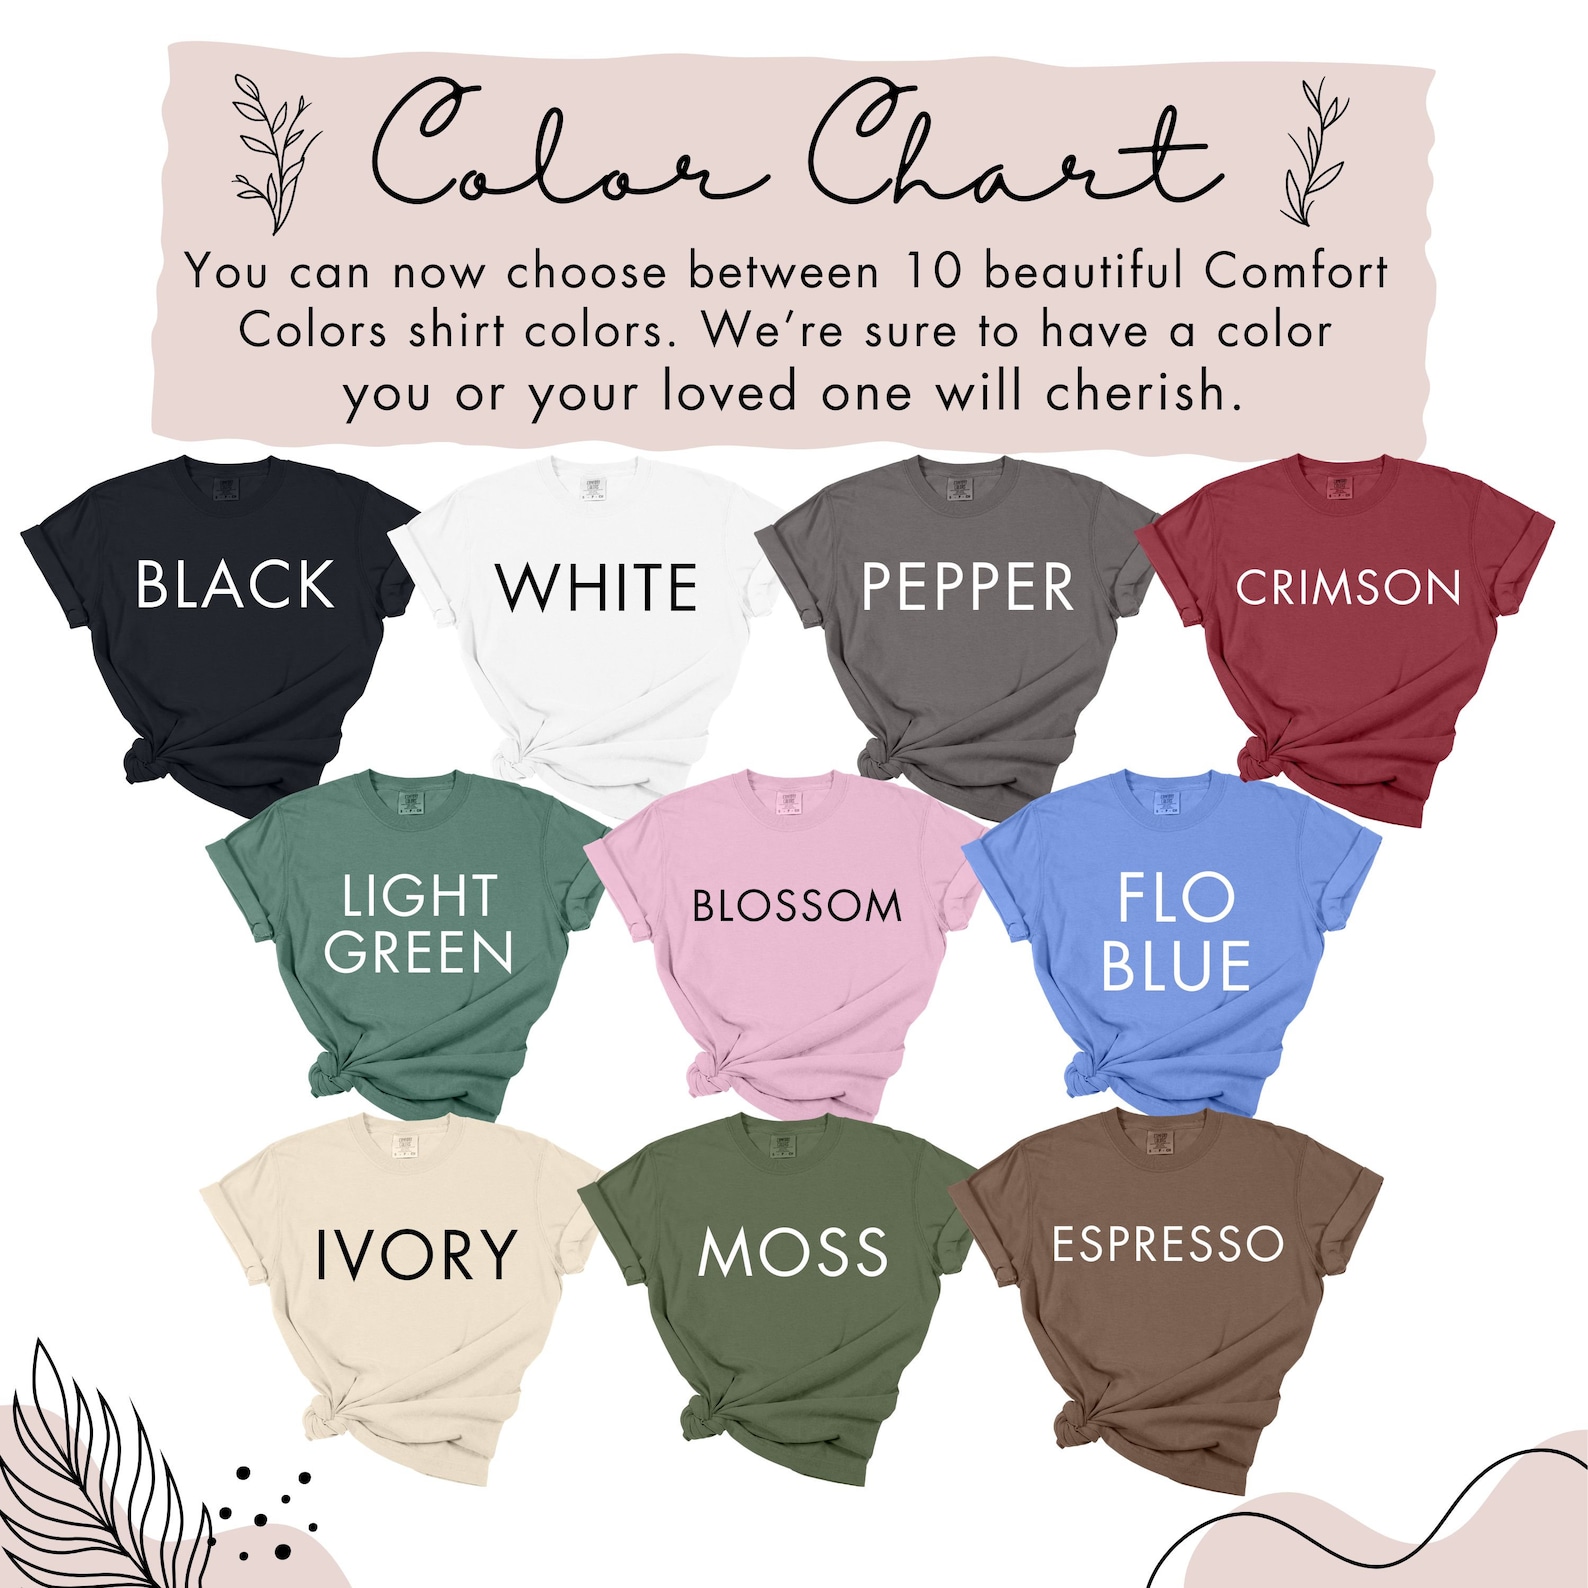 Color Chart
You can now choose between 10 beautiful Comfort
Colors shirt colors. We're sure to have a color
you or your loved one will cherish.
BLACK
WHITE
PEPPER
CRIMSON
LIGHT
GREEN
BLOSSOM
FLO
BLUE
IVORY
MOSS
ESPRESSO